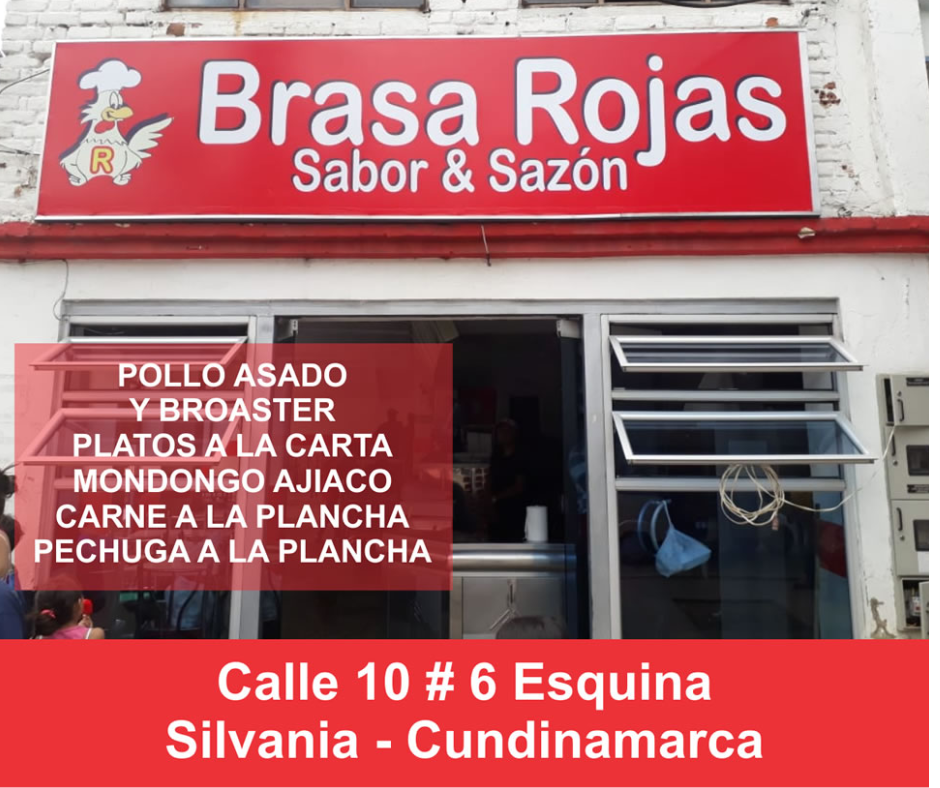 Brasa Rojas
Sabor & Sazón
R
POLLO ASADO
Y BROASTER
PLATOS A LA CARTA
MONDONGO AJIACO
CARNE A LA PLANCHA
PECHUGA A LA PLANCHA
Calle 10 # 6 Esquina
Silvania - Cundinamarca